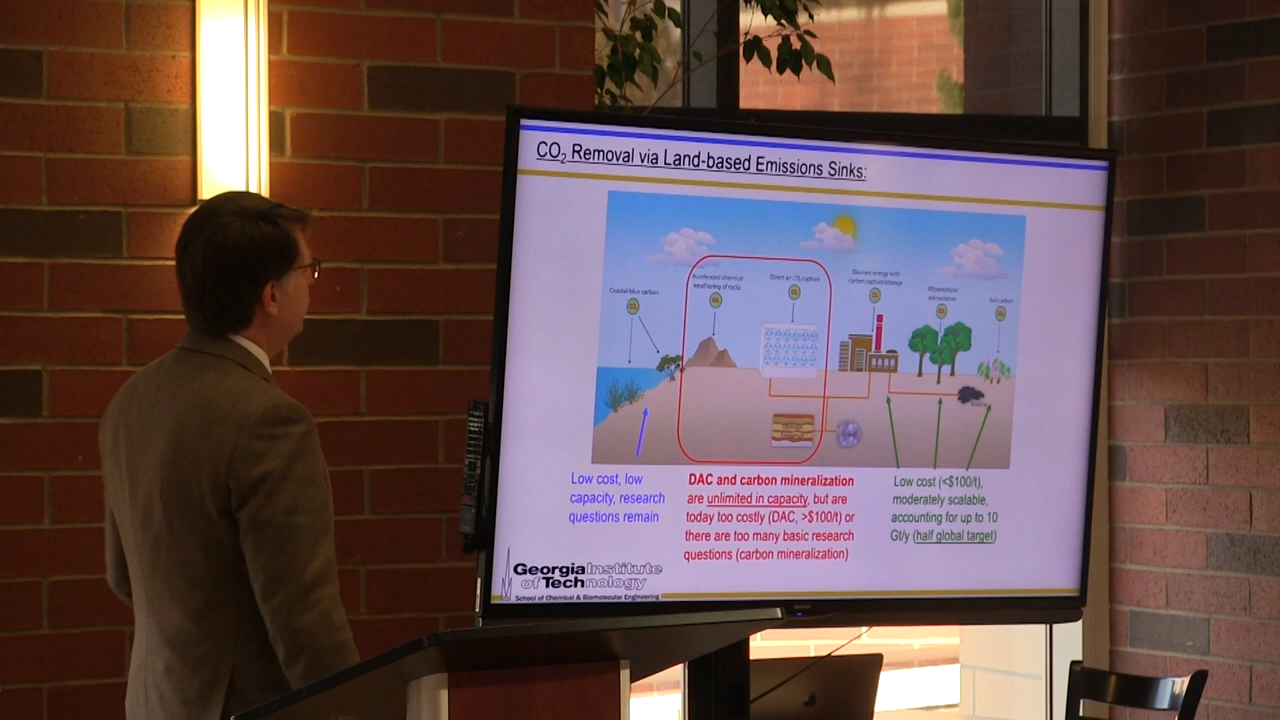 CO₂ Removal via Land-based Emissions Sinks:
Coastal blue carbon
Accelerated chemical
weathering of rocks
Direct air CO₂ capture
Biomass energy with
carbon capture/storage
Afforestation/
reforestation
Soil carbon
Low cost, low
capacity, research
questions remain
DAC and carbon mineralization
are unlimited in capacity, but are
today too costly (DAC, >$100/t) or
there are too many basic research
questions (carbon mineralization)
Low cost (<$100/t),
moderately scalable,
accounting for up to 10
Gt/y (half global target)
Georgia Institute
of Technology
School of Chemical & Biomolecular Engineering